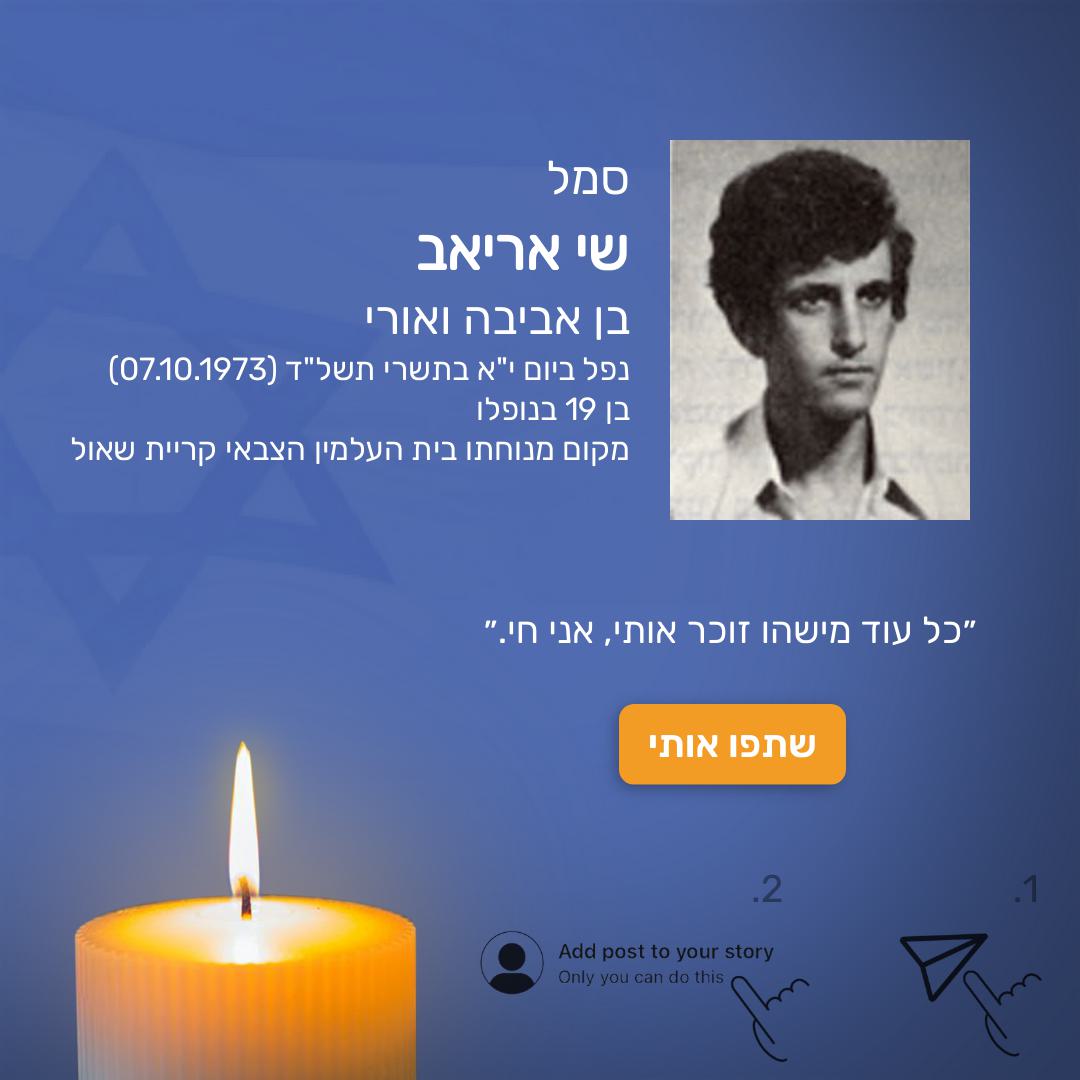 סמל
שי אריאב
בן אביבה ואורי
נפל ביום י"א בתשרי תשל"ד (07.10.1973)
בן 19 בנופלו
מקום מנוחתו בית העלמין הצבאי קריית שאול
״כל עוד מישהו זוכר אותי, אני חי.״
שתפו אותי
1.
2.
Add post to your story
Only you can do this